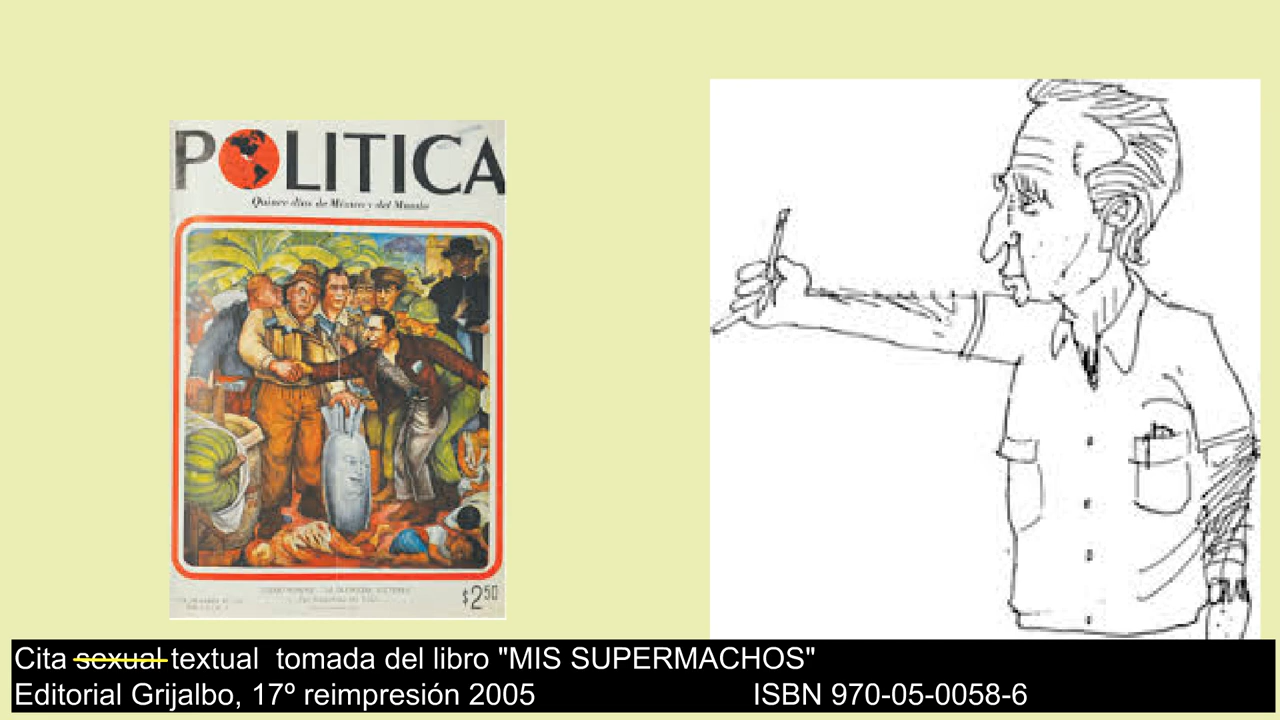 POLITICA
Quince días de México y del Mundo
$2.50
Cita sexual textual tomada del libro "MIS SUPERMACHOS"
Editorial Grijalbo, 17º reimpresión 2005 ISBN 970-05-0058-6